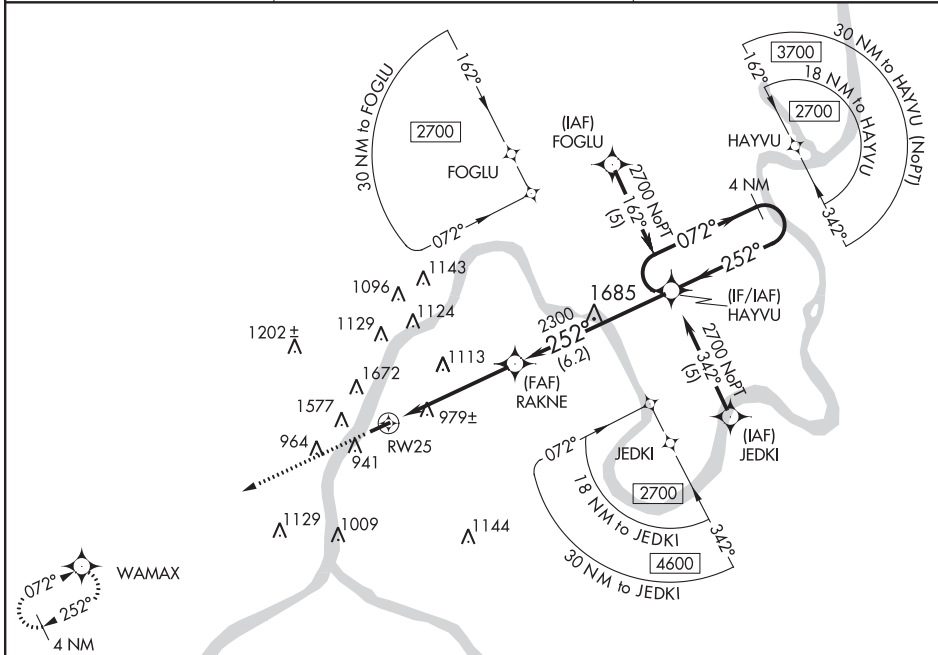 30 NM to FOGLU
162°
2700
FOGLU
072°
(IAF)
FOGLU
2700 NoPT
162°
(5)
30 NM to HAYVU (NoPT)
3700
162°
18 NM to HAYVU
2700
HAYVU
342°
4 NM
072°
252°
(IF/IAF)
HAYVU
1685
2300
252°
(6.2)
(FAF)
RAKNE
2700 NoPT
342°
(5)
(IAF)
JEDKI
1143
1096
1124
1129
1202±
1113
1672
1577
979±
964
941
RW25
1129
1009
1144
072°
JEDKI
2700
18 NM to JEDKI
342°
4600
30 NM to JEDKI
072°
252°
WAMAX
4 NM